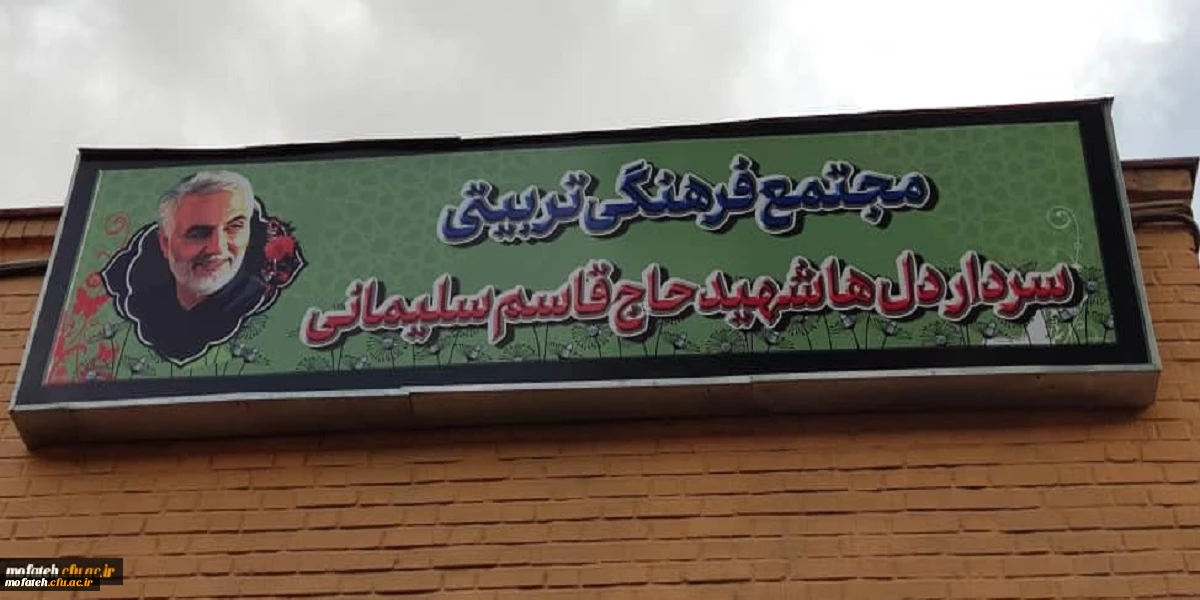 مجتمع فرهنگی تربیتی
سردار دل ها شهید حاج قاسم سلیمانی
mofateh.cfu.ac.ir
mofateh.cfu.ac.ir